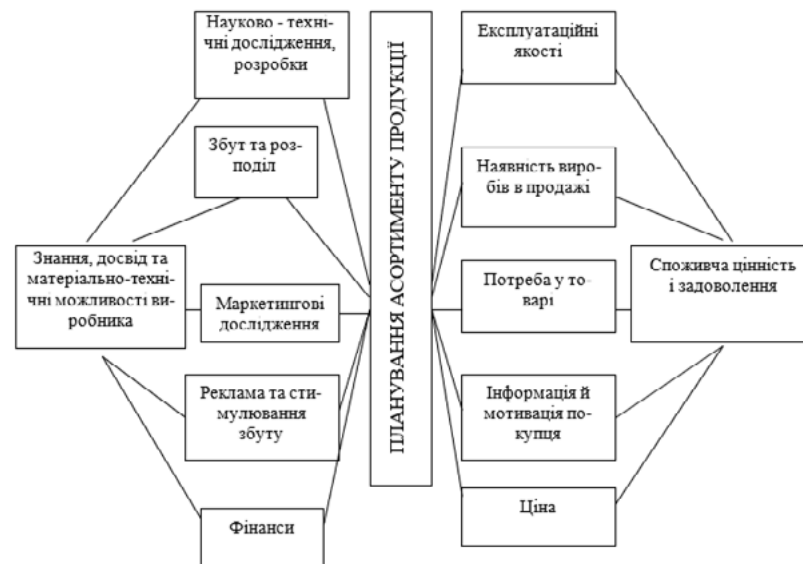 Науково - техні-
чні дослідження,
розробки
Збут та роз-
поділ
Знання, досвід та
матеріально-техні-
чні можливості ви-
робника
Маркетингові
дослідження
Реклама та сти-
мулювання
збуту
Фінанси
ПЛАНУВАННЯ АСОРТИМЕНТУ ПРОДУКЦІЇ
Експлуатаційні
якості
Наявність виро-
бів в продажі
Потреба у то-
варі
Інформація й
мотивація по-
купця
Ціна
Споживча цінність
і задоволення